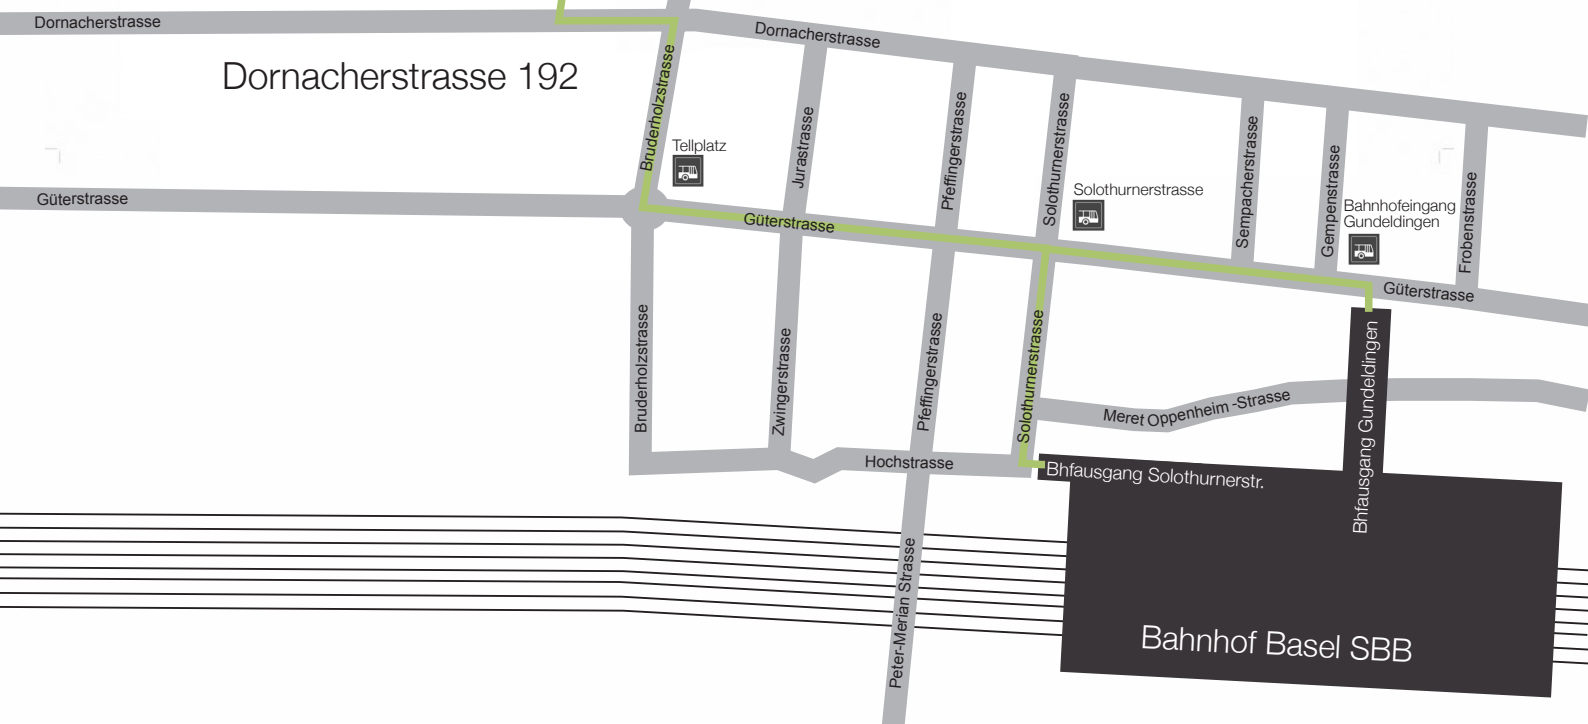 Dornacherstrasse
Dornacherstrasse
Dornacherstrasse 192
Bruderholzstrasse
Tellplatz
Jurastrasse
Pfeffingerstrasse
Solothurnerstrasse
Solothurnerstrasse
Sempacherstrasse
Gempenstrasse
Bahnhofeingang
Gundeldingen
Frobenstrasse
Güterstrasse
Güterstrasse
Güterstrasse
Bruderholzstrasse
Zwingerstrasse
Pfeffingerstrasse
Solothurnerstrasse
Meret Oppenheim -Strasse
Bhfausgang Gundeldingen
Hochstrasse
Bhfausgang Solothurnerstr.
Peter-Merian Strasse
Bahnhof Basel SBB